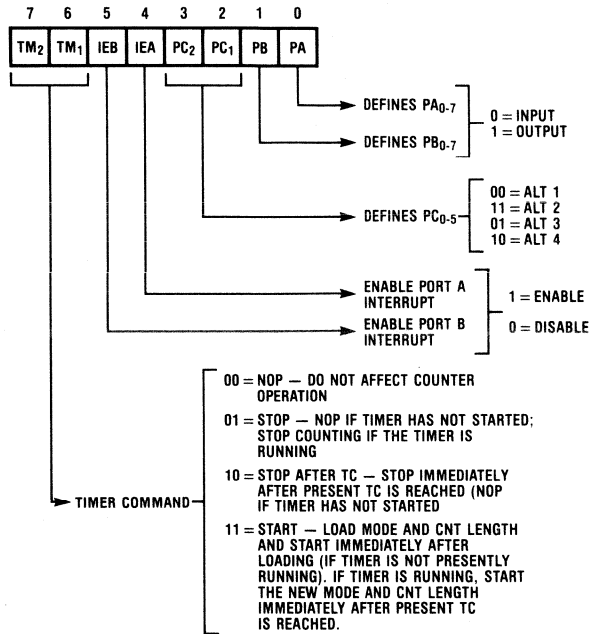 7 6 5 4 3 2 1 0
TM2 TM1 IEB IEA PC2 PC1 PB PA
DEFINES PA0-7
DEFINES PB0-7
0 = INPUT
1 = OUTPUT
DEFINES PC0-5
00 = ALT 1
11 = ALT 2
01 = ALT 3
10 = ALT 4
ENABLE PORT A
INTERRUPT
ENABLE PORT B
INTERRUPT
1 = ENABLE
0 = DISABLE
TIMER COMMAND
00 = NOP — DO NOT AFFECT COUNTER
OPERATION
01 = STOP — NOP IF TIMER HAS NOT STARTED;
STOP COUNTING IF THE TIMER IS
RUNNING
10 = STOP AFTER TC — STOP IMMEDIATELY
AFTER PRESENT TC IS REACHED (NOP
IF TIMER HAS NOT STARTED
11 = START — LOAD MODE AND CNT LENGTH
AND START IMMEDIATELY AFTER
LOADING (IF TIMER IS NOT PRESENTLY
RUNNING). IF TIMER IS RUNNING, START
THE NEW MODE AND CNT LENGTH
IMMEDIATELY AFTER PRESENT TC
IS REACHED.